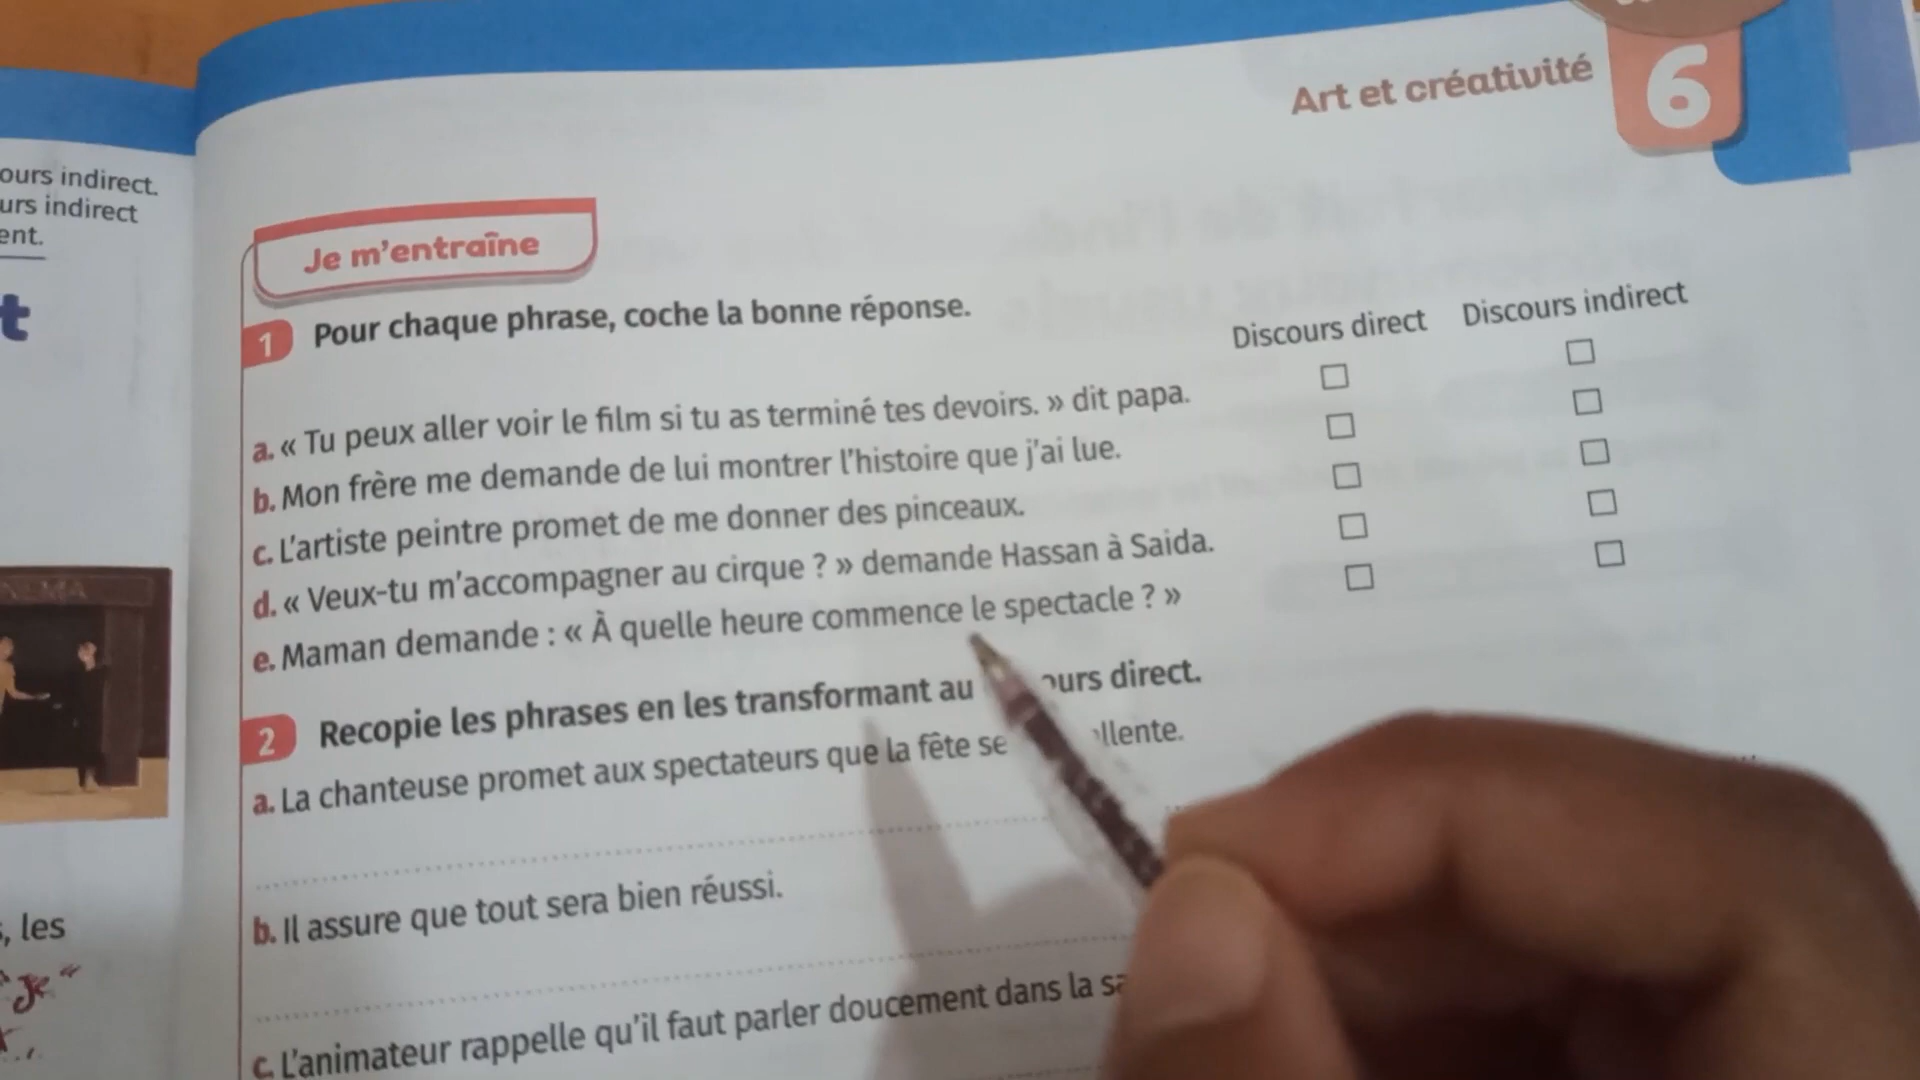 Art et créativité
6
ours indirect.
urs indirect
ent.
t
, les
"Je"
Je m'entraîne
1 Pour chaque phrase, coche la bonne réponse.
Discours direct Discours indirect
a. « Tu peux aller voir le film si tu as terminé tes devoirs. » dit papa.
b. Mon frère me demande de lui montrer l'histoire que j'ai lue.
c. L'artiste peintre promet de me donner des pinceaux.
d. « Veux-tu m'accompagner au cirque ? » demande Hassan à Saida.
e. Maman demande : « À quelle heure commence le spectacle ? »
2 Recopie les phrases en les transformant au ours direct.
a. La chanteuse promet aux spectateurs que la fête se llente.
b. Il assure que tout sera bien réussi.
c. L'animateur rappelle qu'il faut parler doucement dans la sa